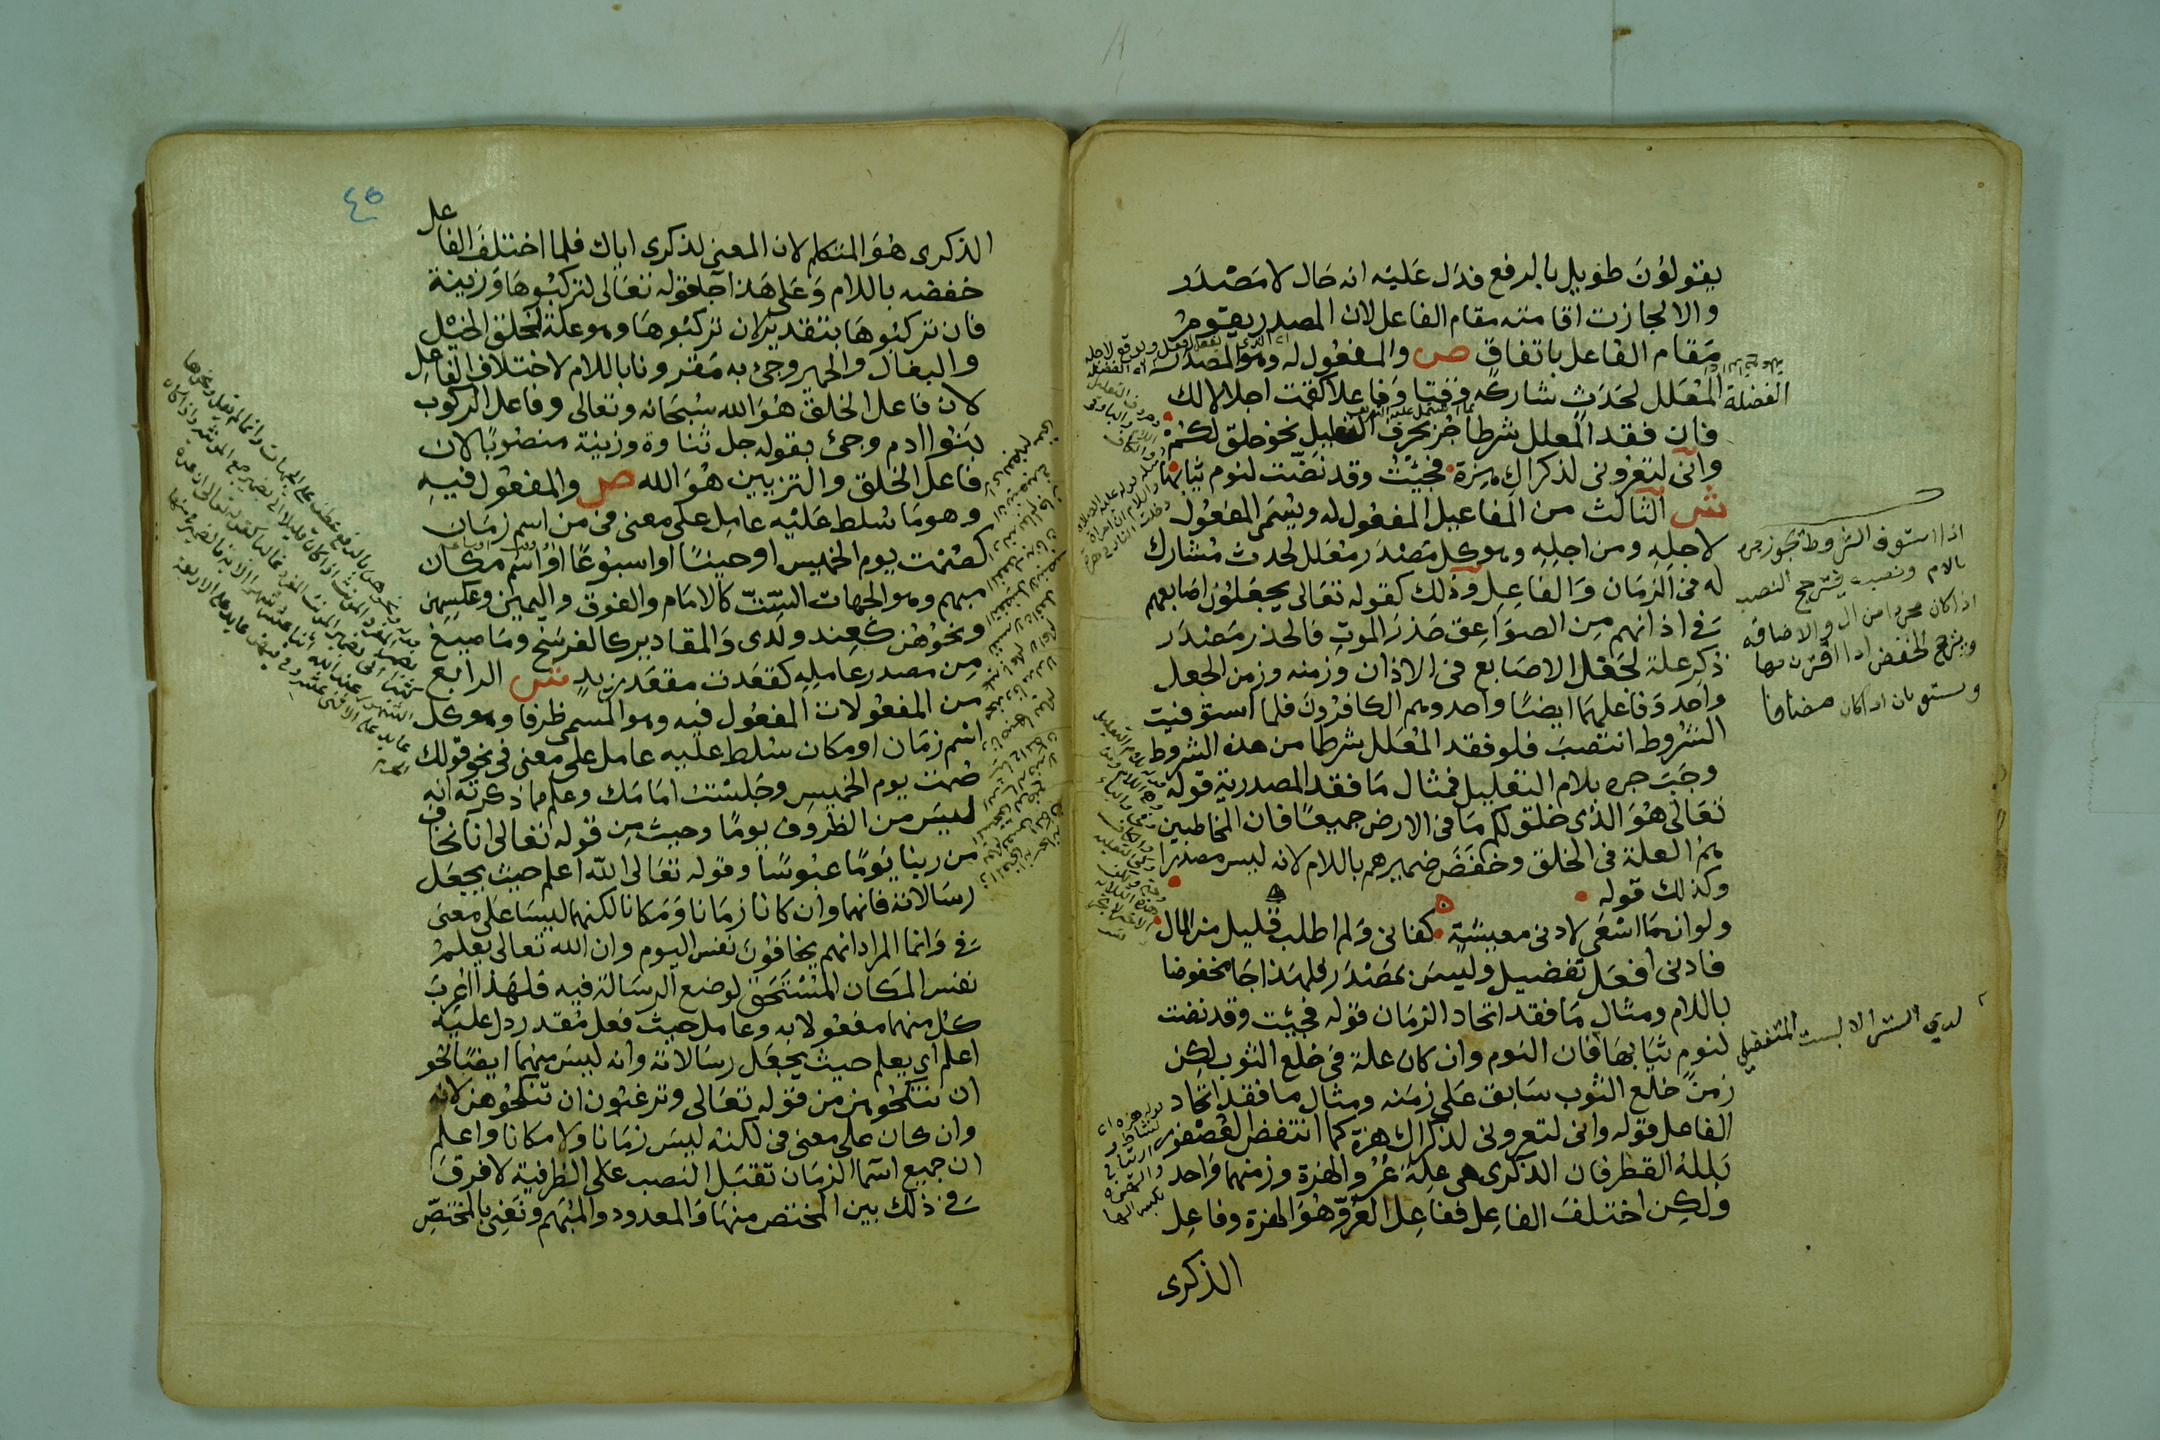 يقولون طويل بالرفع فدل عليه انه حال لا مصدر
والا لجازت اقامته مقام الفاعل لان المصدر يقوم
مقام الفاعل باتفاق ص والمفعول له وهو المصدر
الفضلة المعلل لحدث شاركه وقتا وفاعلا كقمت اجلالا لك
فان فقد المعلل شرطا جر بحرف التعليل نحو خلق لكم
واني لتعروني لذكراك هزة فجئت وقد نضت لنوم ثيابها
ش الثالث من المفاعيل المفعول له ويسمى المفعول
لاجله ومن اجله وهو كل مصدر معلل لحدث مشارك
له في الزمان والفاعل وذلك كقوله تعالى يجعلون اصابعهم
في اذانهم من الصواعق حذر الموت فالحذر مصدر
ذكر علة لجعل الاصابع في الاذان وزمنه وزمن الجعل
واحد وفاعلهما ايضا واحد وهم الكافرون فلما استوفيت
الشروط انتصب فلو فقد المعلل شرطا من هذه الشروط
وجب جره بلام التعليل فمثال ما فقد المصدرية قوله
تعالى هو الذي خلق لكم ما في الارض جميعا فان المخاطبين
هم العلة في الخلق وخفض ضميرهم باللام لانه ليس مصدرا
وكذلك قوله
ولو ان ما اسعى لادنى معيشة كفاني ولم اطلب قليل من المال
فادنى افعل تفضيل وليس بمصدر فلهذا جا مخفوضا
باللام ومثال ما فقد اتحاد الزمان قوله فجيت وقد نضت
لنوم ثيابها فان النوم وان كان علة في خلع الثوب لكن
زمن خلع الثوب سابق على زمنه ومثال ما فقد اتحاد
الفاعل قوله واني لتعروني لذكراك هزة كما انتفض العصفور
بلله القطر فان الذكرى هي علة عرو الهزة وزمنهما واحد
ولكن اختلف الفاعل ففاعل العرو هو الهزة وفاعل
الذكرى
اذا استوفى الشروط تجوز جره
بالام ونصبه ويترجح النصب
اذا كان مجردا من ال والاضافة
ويترجح الخفض اذا اقترن بها
ويستويان اذا كان مضافا
لدي الستر الا لبست المتفضل
٤٥
الذكرى هو المتكلم لان المعنى لذكري اياك فلما اختلف الفاعل
خفضه باللام وعلى هذا جا قوله تعالى لتركبوها وزينة
فان تركبوها بتقدير لان تركبوها وهو علة لخلق الخيل
والبغال والحمير وجئ به مقرونا باللام لاختلاف الفاعل
لان فاعل الخلق هو الله سبحانه وتعالى وفاعل الركوب
بنوا ادم وجئ بقوله جل ثناوه وزينة منصوبا لان
فاعل الخلق والتزيين هو الله ص والمفعول فيه
وهو ما سلط عليه عامل على معنى في من اسم زمان
كصمت يوم الخميس او حينا او اسبوعا او اسم مكان
مبهم وهو الجهات الست كالامام والفوق واليمين وعكسهن
ونحوهن كعند ولدى والمقادير كالفرسخ وما صيغ
من مصدر عامله كقعدت مقعد زيد ش الرابع
من المفعولات المفعول فيه وهو المسمى ظرفا وهو كل
اسم زمان او مكان سلط عليه عامل على معنى في نحو قولك
صمت يوم الخميس وجلست امامك وعلم مما ذكرته انه
ليس من الظروف يوما وحيث من قوله تعالى انا نخاف
من ربنا يوما عبوسا وقوله تعالى الله اعلم حيث يجعل
رسالاته فانهما وان كانا زمانا ومكانا لكنهما ليسا على معنى
في وانما المراد انهم يخافون نفس اليوم وان الله تعالى يعلم
نفس المكان المستحق لوضع الرسالة فيه فلهذا اعرب
كل منهما مفعولا به وعامل حيث فعل مقدر دل عليه
اعلم اي يعلم حيث يجعل رسالاته وانه ليس منهما ايضا نحو
ان تنكحوهن من قوله تعالى وترغبون ان تنكحوهن لانه
وان كان على معنى في لكنه ليس زمانا ولا مكانا واعلم
ان جميع اسما الزمان تقبل النصب على الظرفية لا فرق
في ذلك بين المختص منها والمعدود والمبهم ونعني بالمختص